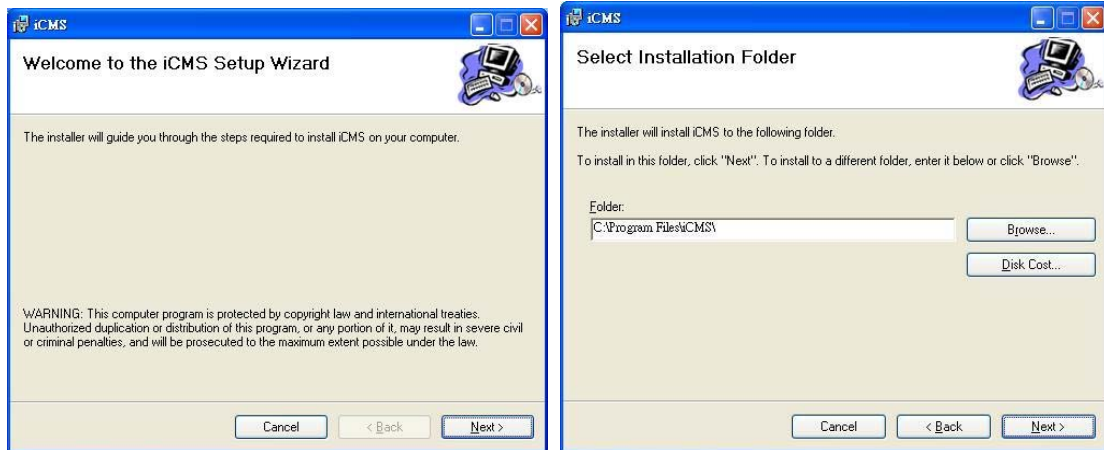 iCMS
Welcome to the iCMS Setup Wizard
The installer will guide you through the steps required to install iCMS on your computer.
WARNING: This computer program is protected by copyright law and international treaties.
Unauthorized duplication or distribution of this program, or any portion of it, may result in severe civil
or criminal penalties, and will be prosecuted to the maximum extent possible under the law.
Cancel
< Back
Next >
iCMS
Select Installation Folder
The installer will install iCMS to the following folder.
To install in this folder, click "Next". To install to a different folder, enter it below or click "Browse".
Folder:
C:\Program Files\iCMS\
Browse...
Disk Cost...
Cancel
< Back
Next >